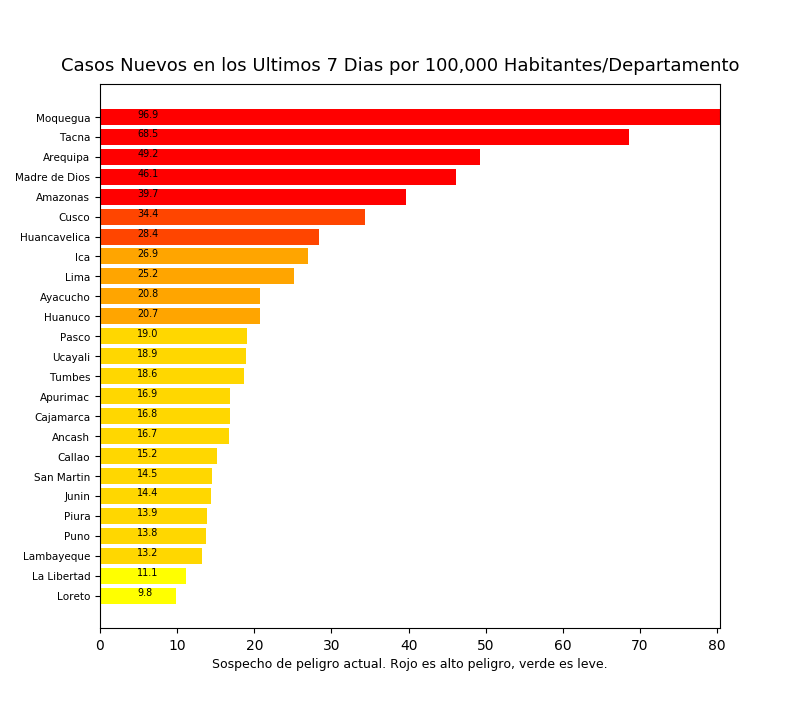 Casos Nuevos en los Ultimos 7 Dias por 100,000 Habitantes/Departamento
Moquegua 96.9
Tacna 68.5
Arequipa 49.2
Madre de Dios 46.1
Amazonas 39.7
Cusco 34.4
Huancavelica 28.4
Ica 26.9
Lima 25.2
Ayacucho 20.8
Huanuco 20.7
Pasco 19.0
Ucayali 18.9
Tumbes 18.6
Apurimac 16.9
Cajamarca 16.8
Ancash 16.7
Callao 15.2
San Martin 14.5
Junin 14.4
Piura 13.9
Puno 13.8
Lambayeque 13.2
La Libertad 11.1
Loreto 9.8
0 10 20 30 40 50 60 70 80
Sospecho de peligro actual. Rojo es alto peligro, verde es leve.